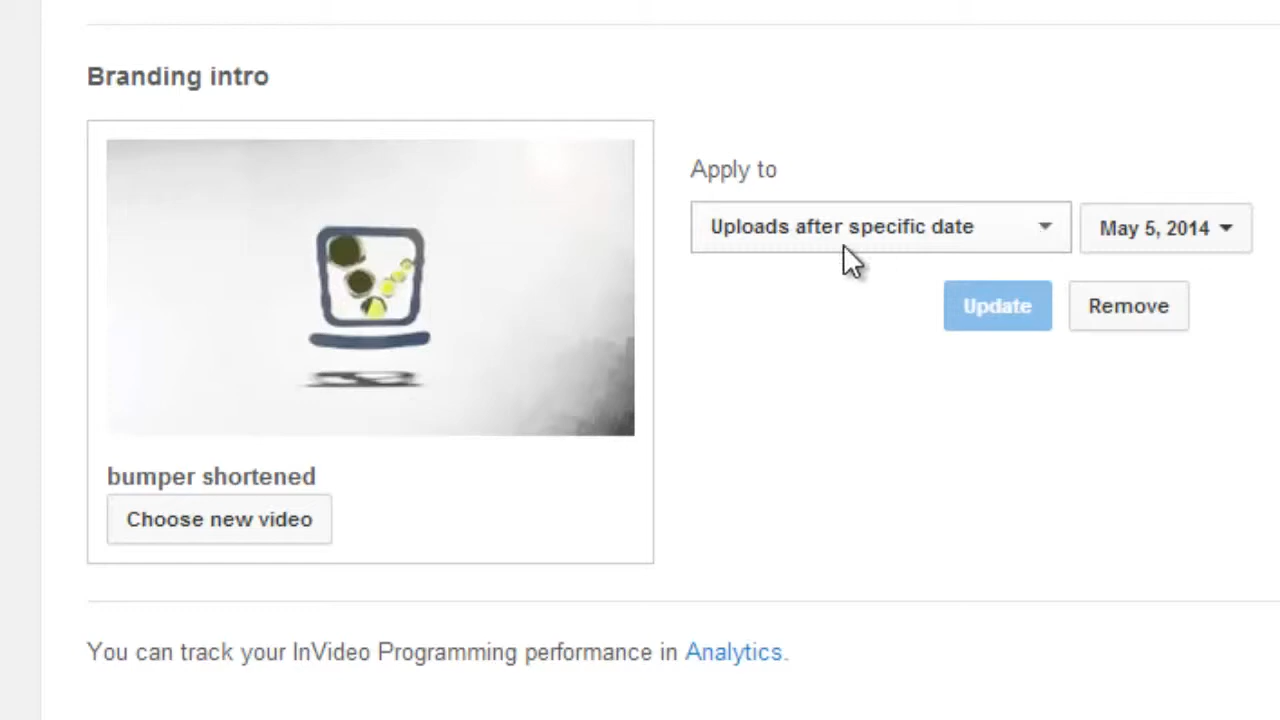 Branding intro
Apply to
Uploads after specific date
May 5, 2014
Update
Remove
bumper shortened
Choose new video
You can track your InVideo Programming performance in Analytics.